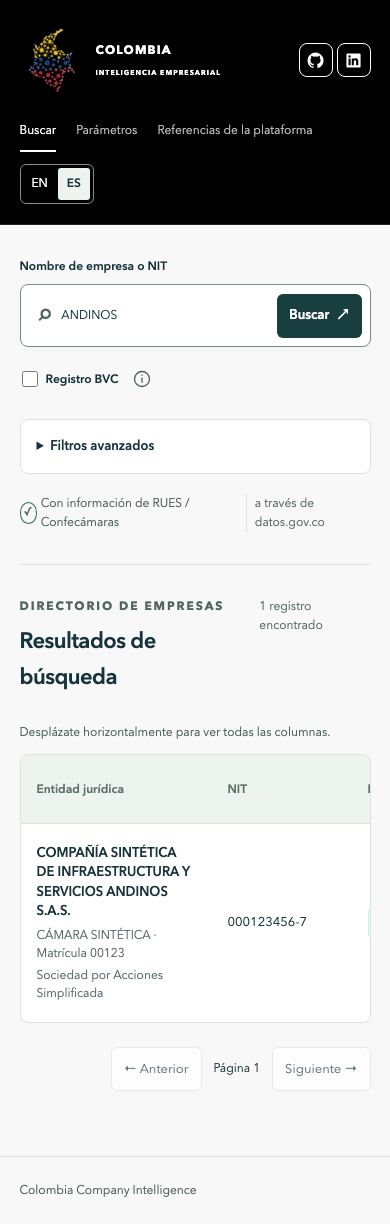 COLOMBIA
INTELIGENCIA EMPRESARIAL
Buscar
Parámetros
Referencias de la plataforma
EN
ES
Nombre de empresa o NIT
ANDINOS
Buscar ↗
Registro BVC
Filtros avanzados
Con información de RUES /
Confecámaras
a través de
datos.gov.co
DIRECTORIO DE EMPRESAS
1 registro
encontrado
Resultados de
búsqueda
Desplázate horizontalmente para ver todas las columnas.
Entidad jurídica
NIT
COMPAÑÍA SINTÉTICA
DE INFRAESTRUCTURA Y
SERVICIOS ANDINOS
S.A.S.
CÁMARA SINTÉTICA ·
Matrícula 00123
Sociedad por Acciones
Simplificada
000123456-7
← Anterior
Página 1
Siguiente →
Colombia Company Intelligence